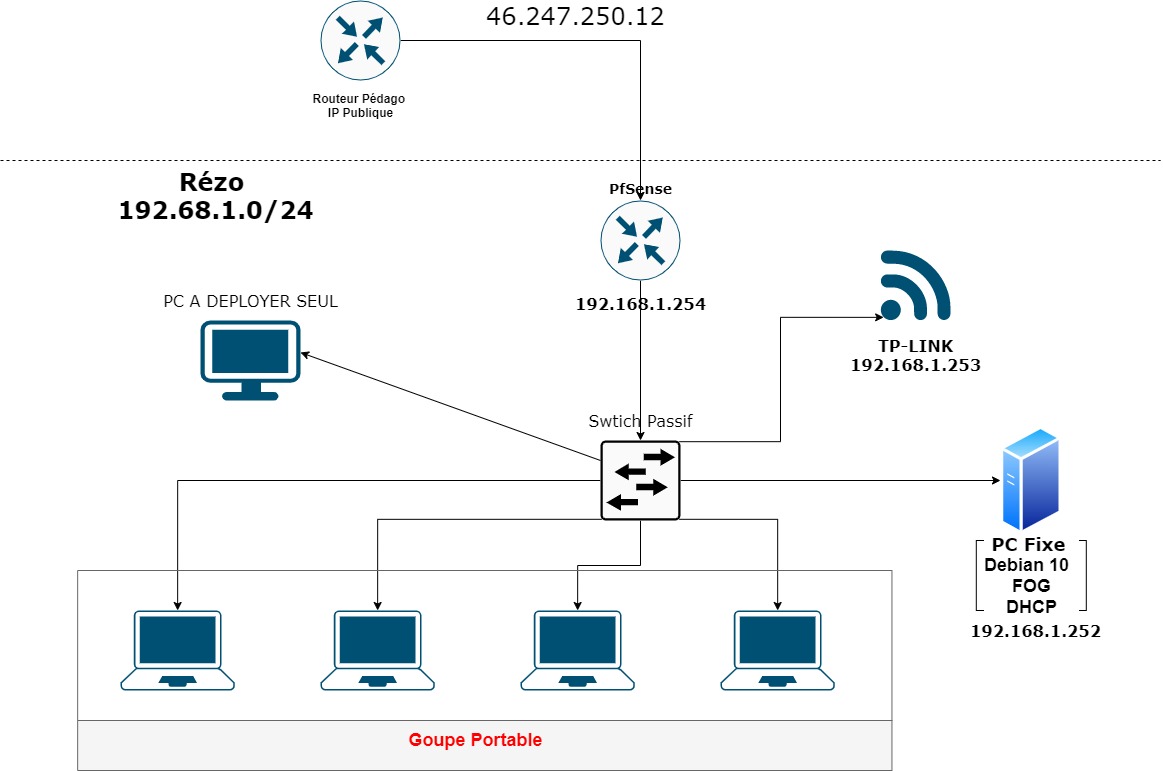 46.247.250.12
Routeur Pédago
IP Publique
Rézo
192.68.1.0/24
PfSense
192.168.1.254
PC A DEPLOYER SEUL
TP-LINK
192.168.1.253
Swtich Passif
PC Fixe
Debian 10
FOG
DHCP
192.168.1.252
Goupe Portable